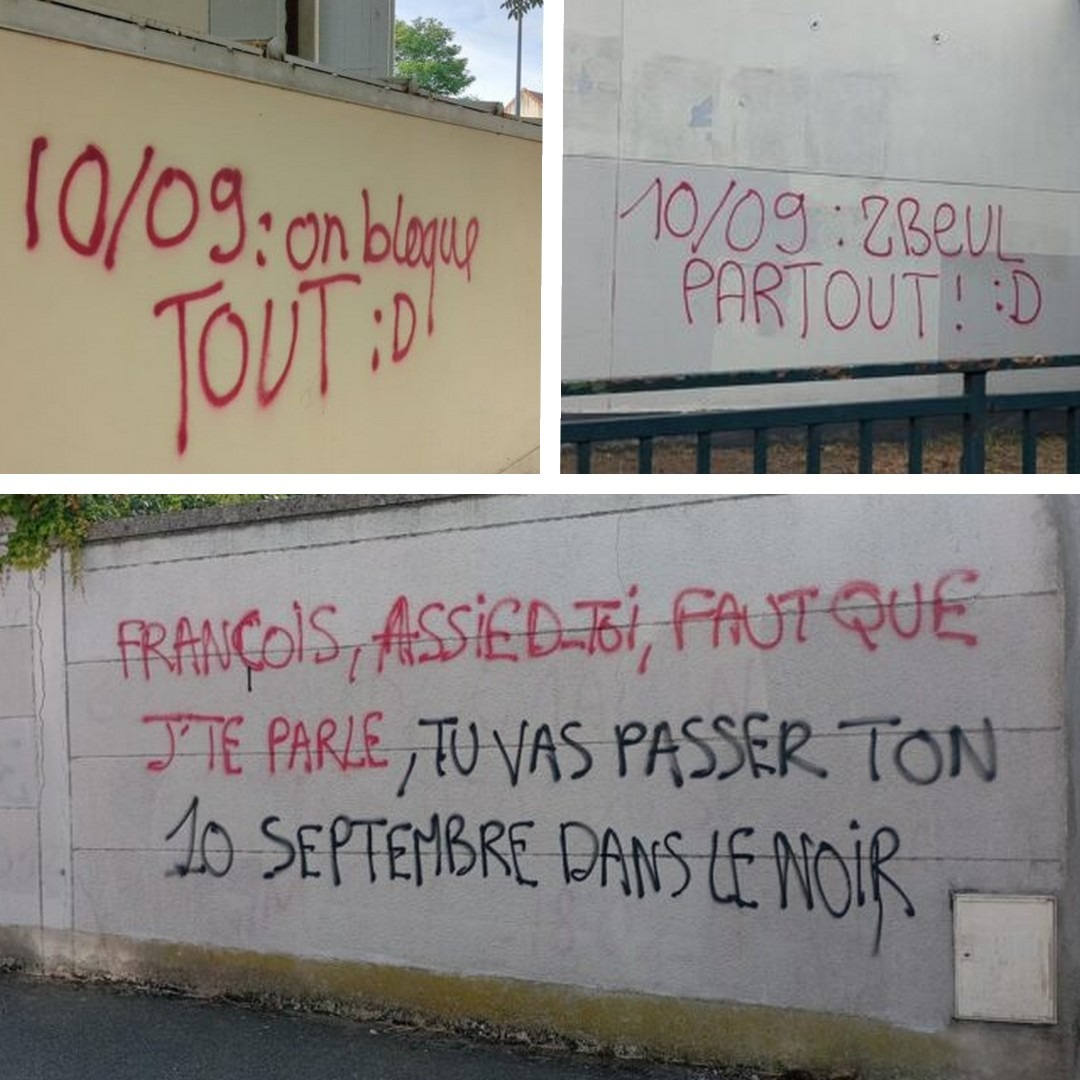 10/09 : on bloque
TOUT :D
10/09 : ZBEUL
PARTOUT ! :D
FRANÇOIS, ASSIED-TOI, FAUT QUE
J'TE PARLE, TU VAS PASSER TON
10 SEPTEMBRE DANS LE NOIR